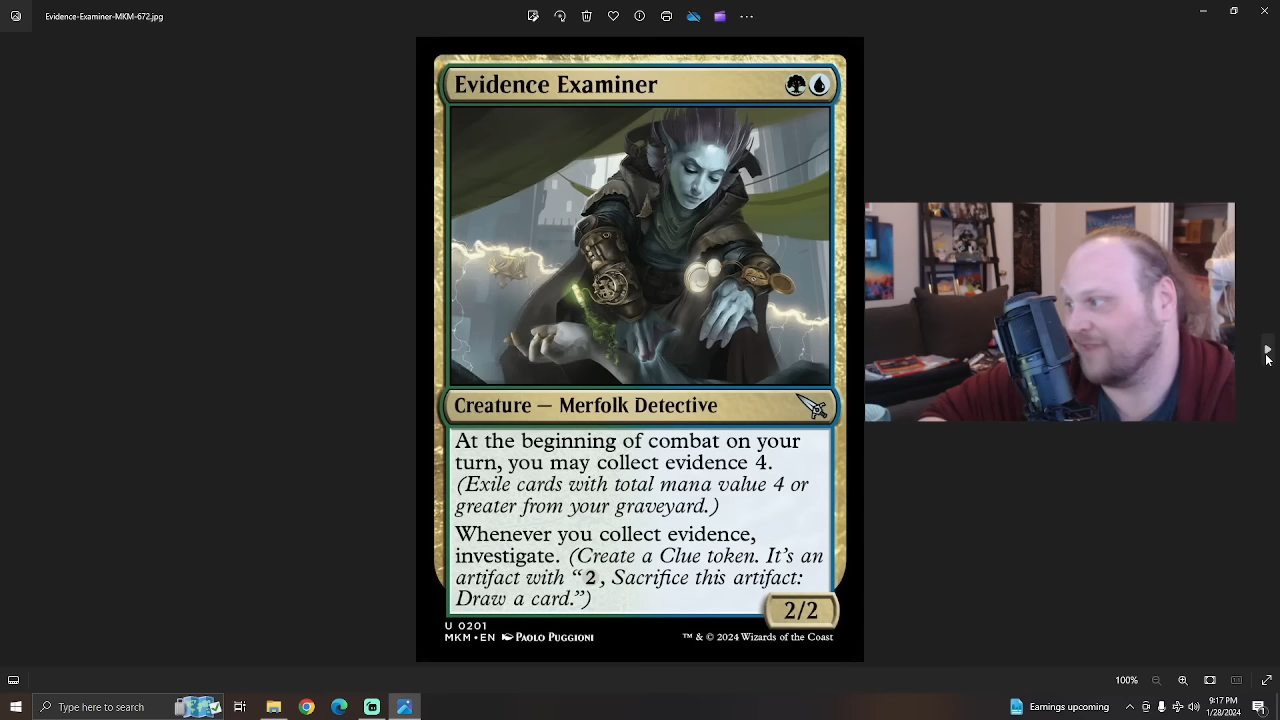 Evidence-Examiner-MKM-672.jpg
Evidence Examiner
Creature — Merfolk Detective
At the beginning of combat on your
turn, you may collect evidence 4.
(Exile cards with total mana value 4 or
greater from your graveyard.)
Whenever you collect evidence,
investigate. (Create a Clue token. It's an
artifact with “2, Sacrifice this artifact:
Draw a card.”)
2/2
U 0201
MKM • EN Paolo Puggioni
™ & © 2024 Wizards of the Coast
100%
Type here to search
Earnings upcoming
9:17 PM
1/28/2024